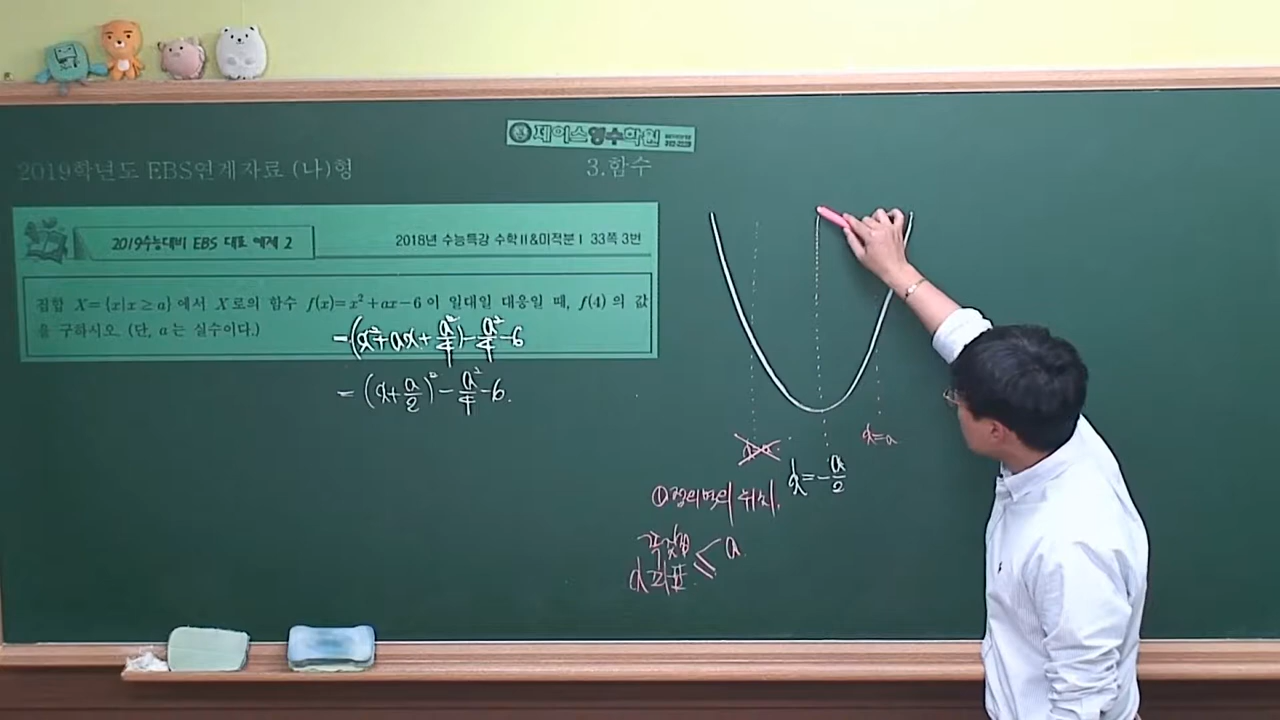 제이스영수학원
2019학년도 EBS연계자료 (나)형
3.함수
2019수능대비 EBS 대표 예제 2
2018년 수능특강 수학Ⅱ&미적분Ⅰ 33쪽 3번
집합 X={x|x≥a}에서 X로의 함수 f(x)=x²+ax-6이 일대일 대응일 때, f(4)의 값
을 구하시오. (단, a는 실수이다.)
=(x²+ax+a²/4)-a²/4-6
=(x+a/2)²-a²/4-6.
x=a
x=-a/2
①정의역의 위치.
꼭짓점
x좌표 ≤ a